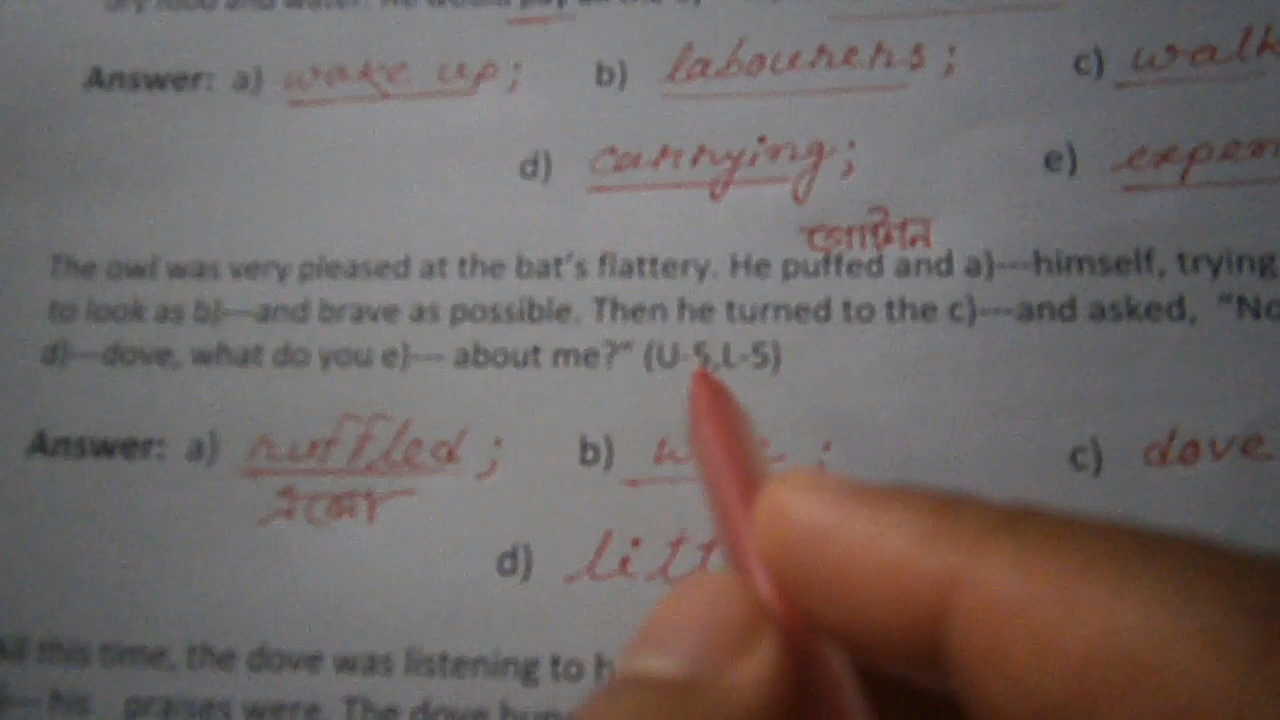 Answer: a) wake up; b) labourers; c) walk
d) carrying; e) expen
The owl was very pleased at the bat's flattery. He puffed and a)---himself, trying
to look as b)---and brave as possible. Then he turned to the c)---and asked, "No
d)---dove, what do you e)--- about me?" (U-5,L-5)
Answer: a) ruffled; b) c) dove
d) litt
All this time, the dove was listening to h
his praises were. The dove